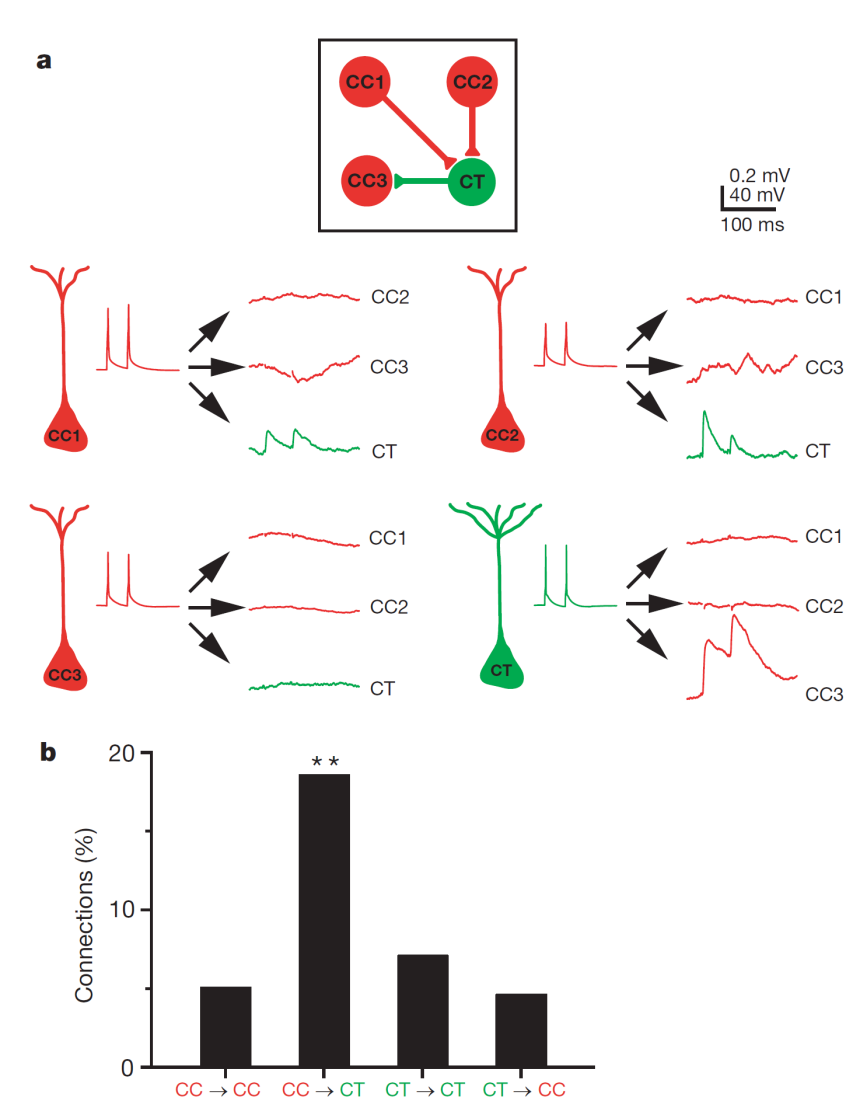 a
CC1 CC2
CC3 CT
0.2 mV
40 mV
100 ms
CC1
CC2
CC3
CT
CC2
CC1
CC3
CT
CC3
CC1
CC2
CT
CT
CC1
CC2
CC3
b
Connections (%)
20
10
0
**
CC → CC CC → CT CT → CT CT → CC